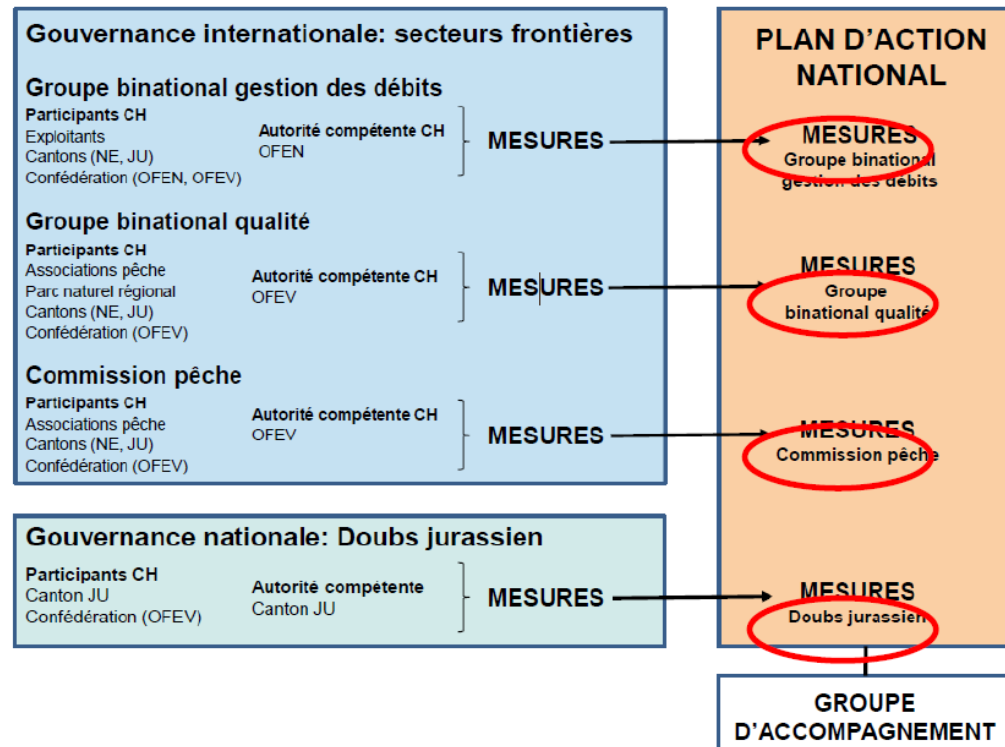 Gouvernance internationale: secteurs frontières
Groupe binational gestion des débits
Participants CH
Exploitants
Cantons (NE, JU)
Confédération (OFEN, OFEV)
Autorité compétente CH
OFEN
MESURES
Groupe binational qualité
Participants CH
Associations pêche
Parc naturel régional
Cantons (NE, JU)
Confédération (OFEV)
Autorité compétente CH
OFEV
MESURES
Commission pêche
Participants CH
Associations pêche
Cantons (NE, JU)
Confédération (OFEV)
Autorité compétente CH
OFEV
MESURES
Gouvernance nationale: Doubs jurassien
Participants CH
Canton JU
Confédération (OFEV)
Autorité compétente
Canton JU
MESURES
PLAN D'ACTION
NATIONAL
MESURES
Groupe binational
gestion des débits
MESURES
Groupe
binational qualité
MESURES
Commission pêche
MESURES
Doubs jurassien
GROUPE
D'ACCOMPAGNEMENT